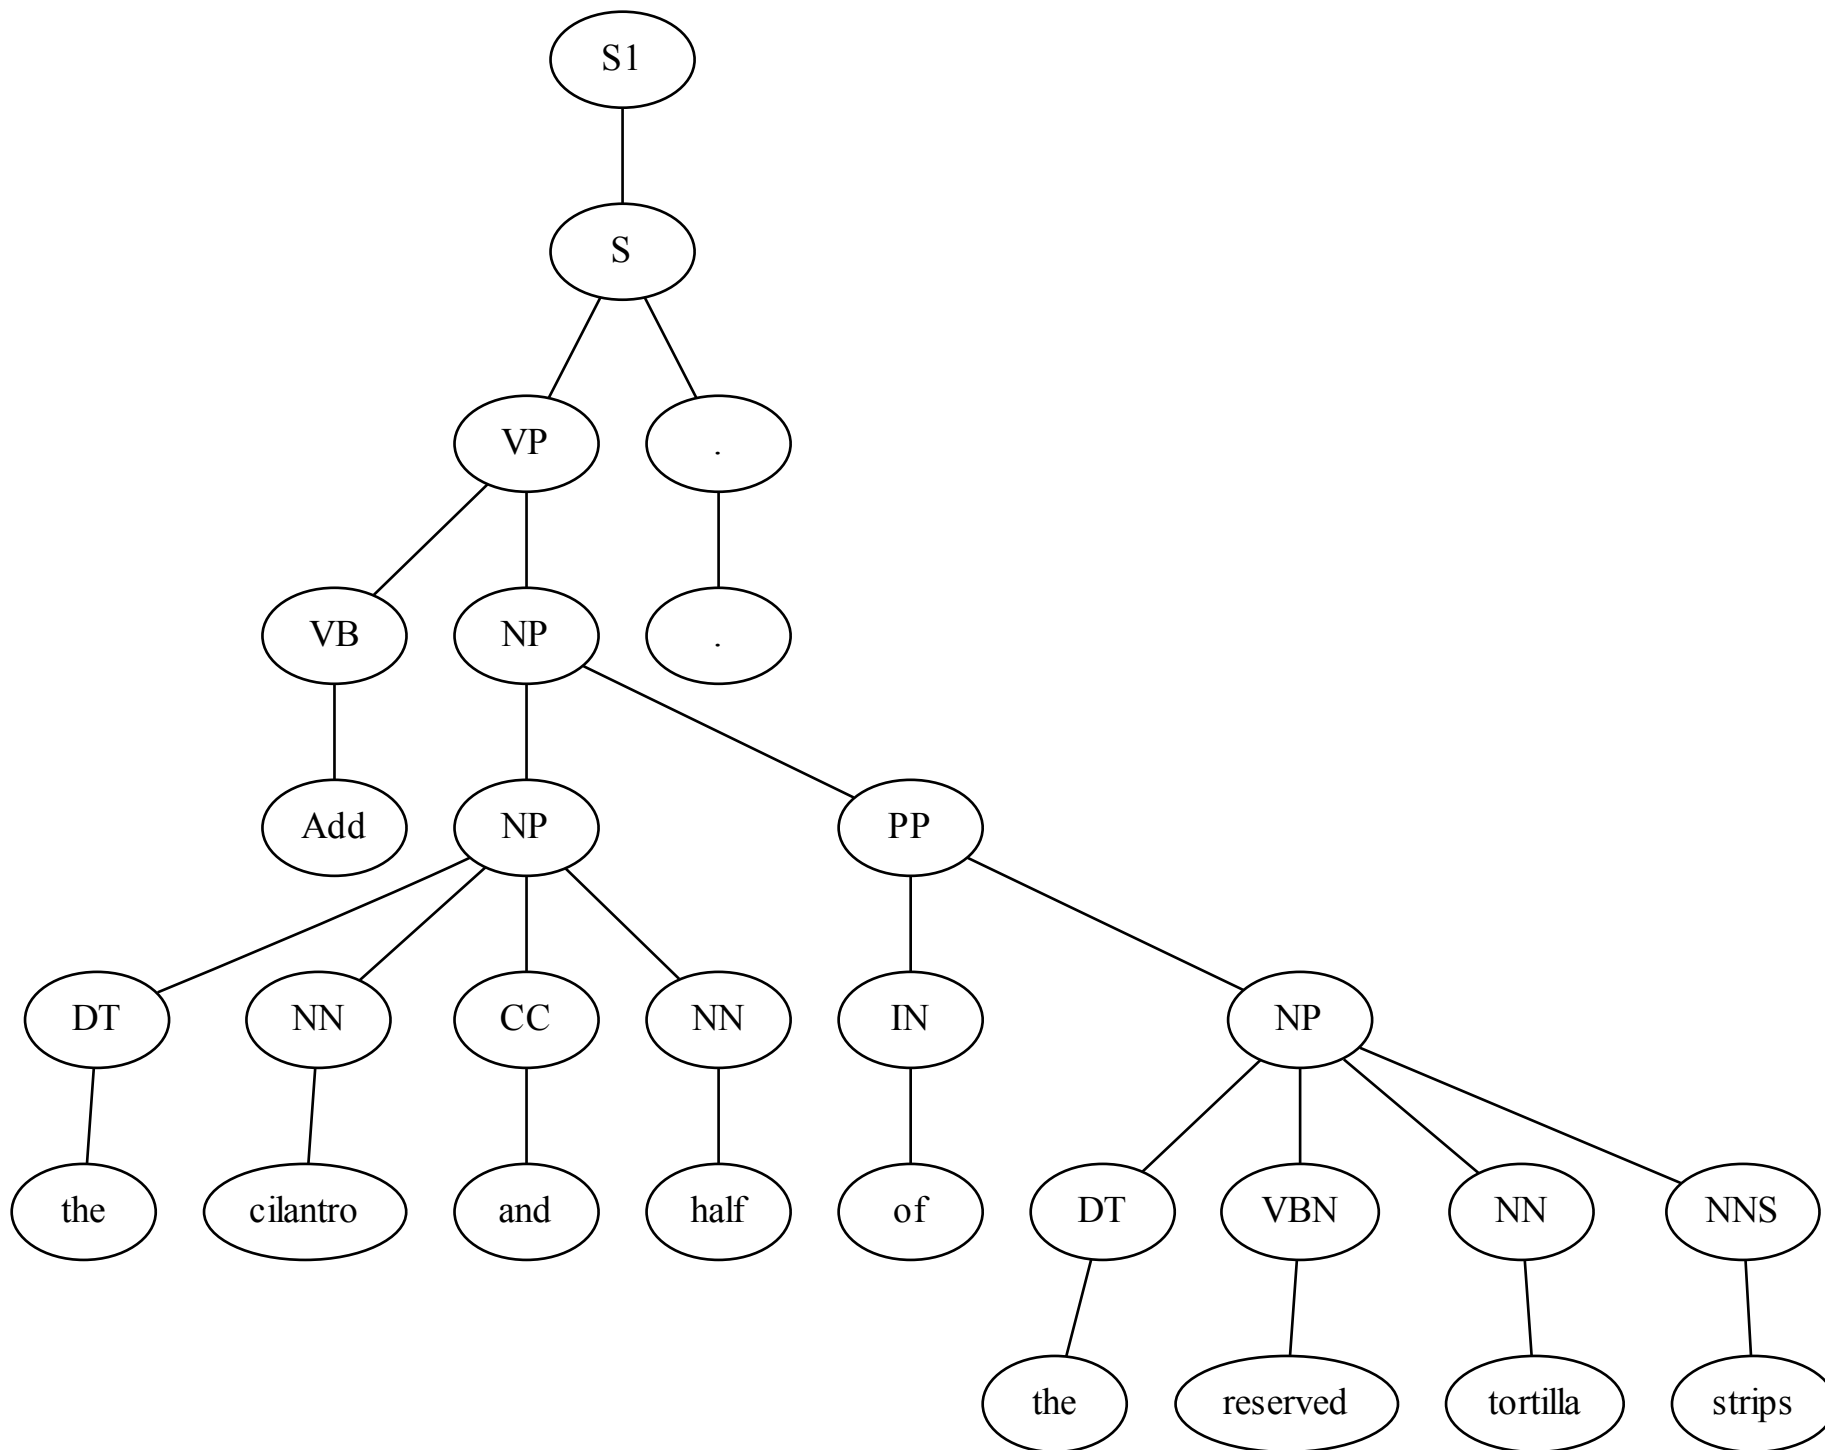 S1
S
VP .
VB NP .
Add NP PP
DT NN CC NN IN NP
the cilantro and half of DT VBN NN NNS
the reserved tortilla strips